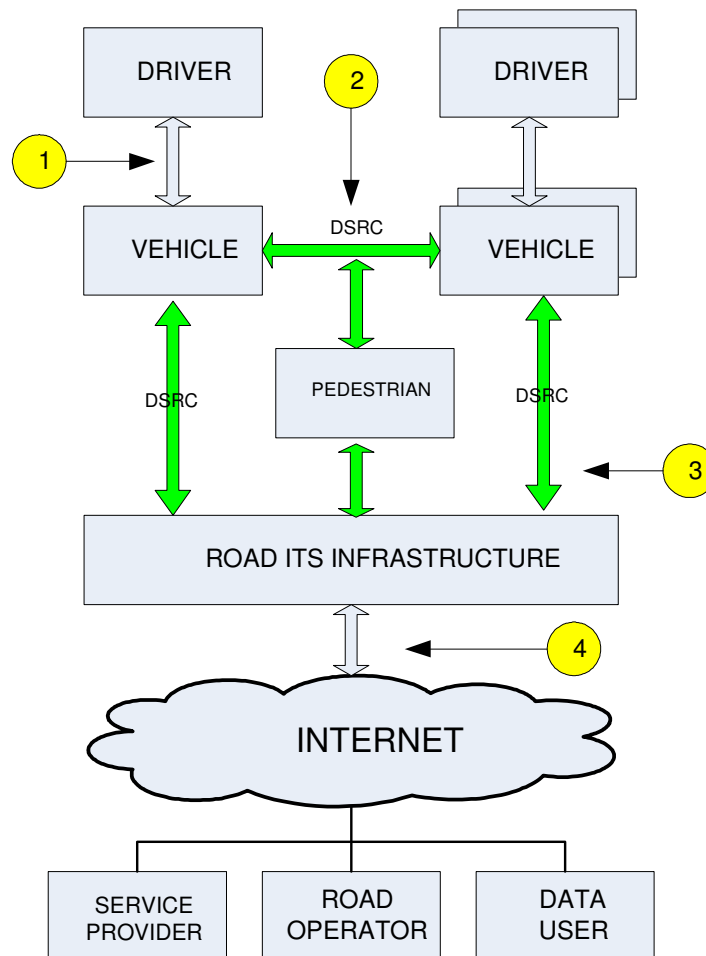 DRIVER
DRIVER
2
1
DSRC
VEHICLE
VEHICLE
PEDESTRIAN
DSRC
DSRC
3
ROAD ITS INFRASTRUCTURE
4
INTERNET
SERVICE
PROVIDER
ROAD
OPERATOR
DATA
USER